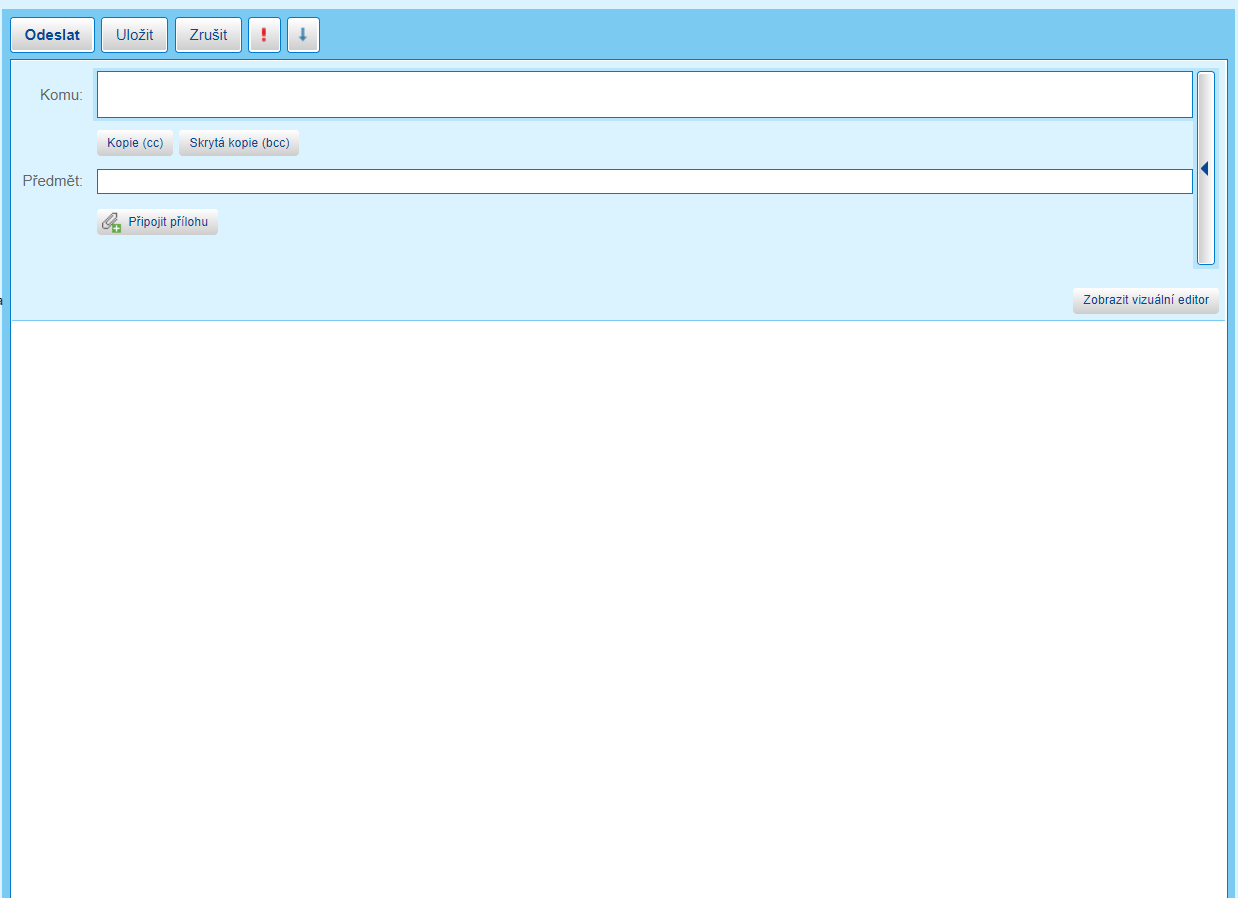 Odeslat Uložit Zrušit
Komu:
Kopie (cc) Skrytá kopie (bcc)
Předmět:
Připojit přílohu
a
Zobrazit vizuální editor